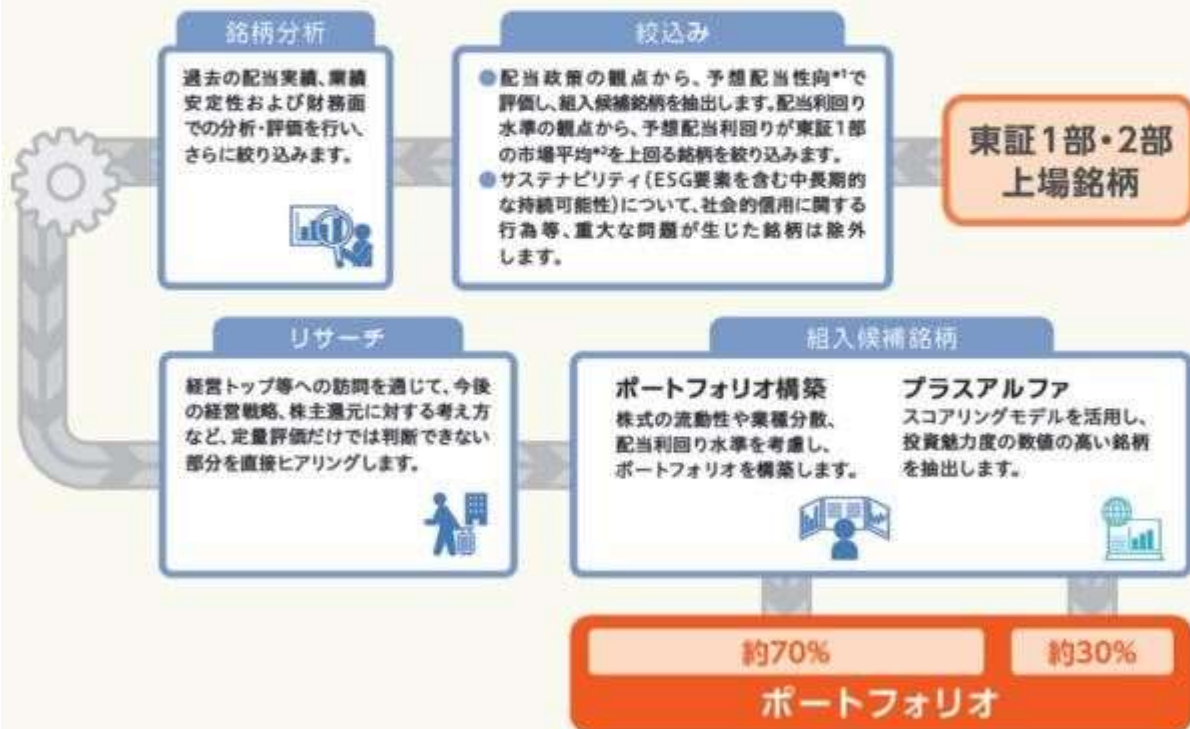 東証1部・2部
上場銘柄
絞込み
●配当政策の観点から、予想配当性向*1で
評価し、組入候補銘柄を抽出します。配当利回り
水準の観点から、予想配当利回りが東証1部
の市場平均*2を上回る銘柄を絞り込みます。
●サステナビリティ(ESG要素を含む中長期的
な持続可能性)について、社会的信用に関する
行為等、重大な問題が生じた銘柄は除外
します。
銘柄分析
過去の配当実績、業績
安定性および財務面
での分析・評価を行い、
さらに絞り込みます。
リサーチ
経営トップ等への訪問を通じて、今後
の経営戦略、株主還元に対する考え方
など、定量評価だけでは判断できない
部分を直接ヒアリングします。
組入候補銘柄
ポートフォリオ構築
株式の流動性や業種分散、
配当利回り水準を考慮し、
ポートフォリオを構築します。
プラスアルファ
スコアリングモデルを活用し、
投資魅力度の数値の高い銘柄
を抽出します。
約70%
約30%
ポートフォリオ